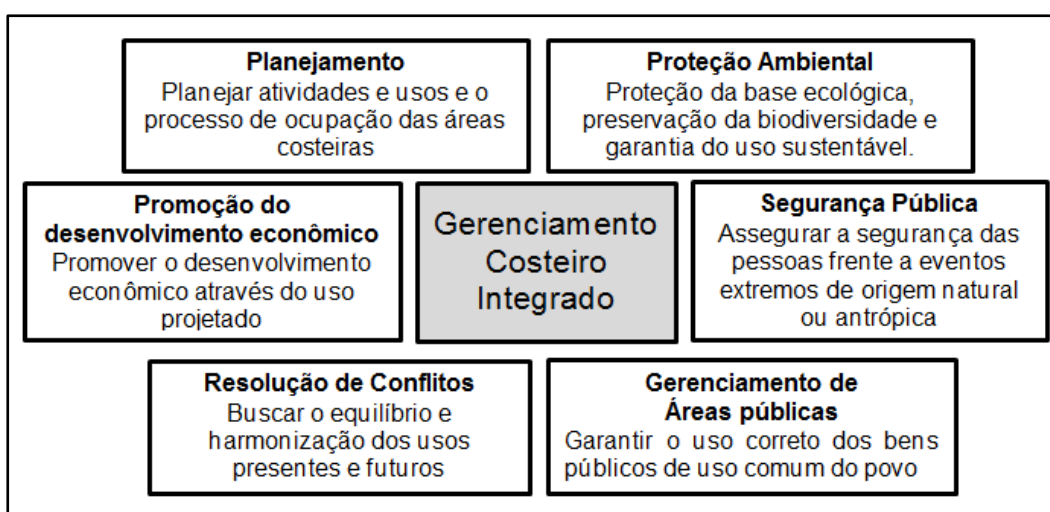 Planejamento
Planejar atividades e usos e o
processo de ocupação das áreas
costeiras
Proteção Ambiental
Proteção da base ecológica,
preservação da biodiversidade e
garantia do uso sustentável.
Promoção do
desenvolvimento econômico
Promover o desenvolvimento
econômico através do uso
projetado
Gerenciamento
Costeiro
Integrado
Segurança Pública
Assegurar a segurança das
pessoas frente a eventos
extremos de origem natural
ou antrópica
Resolução de Conflitos
Buscar o equilíbrio e
harmonização dos usos
presentes e futuros
Gerenciamento de
Áreas públicas
Garantir o uso correto dos bens
públicos de uso comum do povo